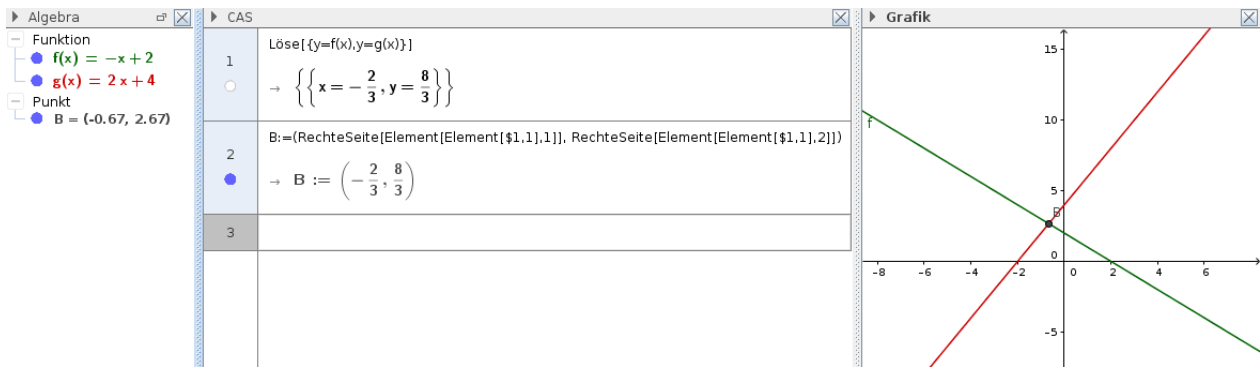 Algebra
Funktion
f(x) = −x + 2
g(x) = 2 x + 4
Punkt
B = (-0.67, 2.67)
CAS
1
Löse[{y=f(x),y=g(x)}]
→ {{x = − 2/3 , y = 8/3}}
2
B:=(RechteSeite[Element[Element[$1,1],1]], RechteSeite[Element[Element[$1,1],2]])
→ B := (− 2/3 , 8/3)
3
Grafik
15
10
f
5
B
0
-8 -6 -4 -2 0 2 4 6
-5